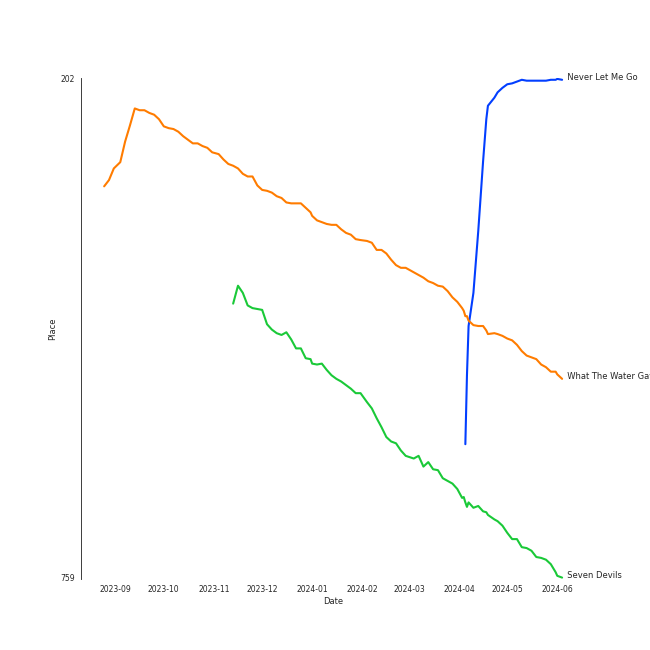 202
Never Let Me Go
Place
What The Water Ga
759
Seven Devils
2023-09 2023-10 2023-11 2023-12 2024-01 2024-02 2024-03 2024-04 2024-05 2024-06
Date